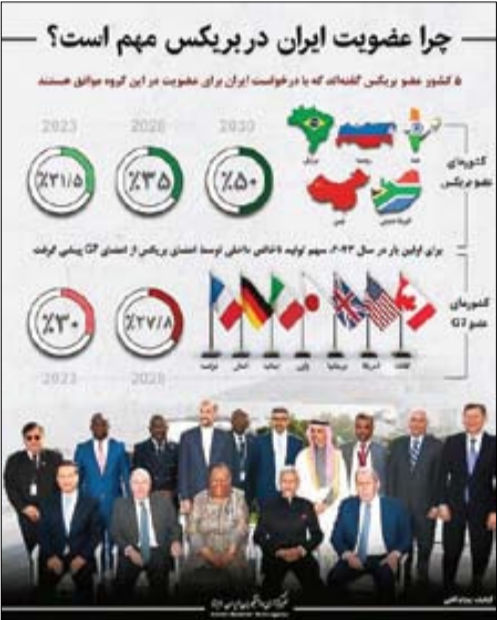 چرا عضویت ایران در بریکس مهم است؟
۵ کشور عضو بریکس گفته‌اند که با درخواست ایران برای عضویت در این گروه موافق هستند
کشورهای
عضو بریکس
هند
روسیه
برزیل
آفریقای جنوبی
چین
2030
2028
2023
٪۵۰
٪۳۵
٪۳۱/۵
برای اولین بار در سال ۲۰۲۳، سهم تولید ناخالص داخلی توسط اعضای بریکس از اعضای G7 پیشی گرفت
کشورهای
عضو G7
کانادا
آمریکا
بریتانیا
ژاپن
ایتالیا
آلمان
فرانسه
٪۲۷/۸
٪۳۰
2028
2023